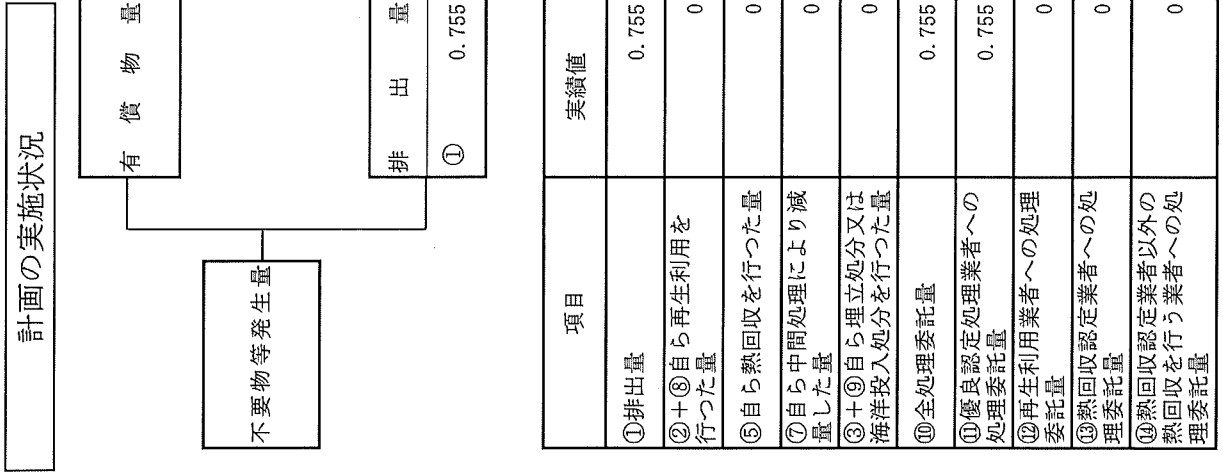 計画の実施状況
不要物等発生量
有償物量
排出量
① 0.755
項目 実績値
①排出量 0.755
②+⑧自ら再生利用を
行つた量 0
⑤自ら熱回収を行つた量 0
⑦自ら中間処理により減
量した量 0
③+⑨自ら埋立処分又は
海洋投入処分を行つた量 0
⑩全処理委託量 0.755
⑪優良認定処理業者への
処理委託量 0.755
⑫再生利用業者への処理
委託量 0
⑬熱回収認定業者への処
理委託量 0
⑭熱回収認定業者以外の
熱回収を行う業者への処
理委託量 0